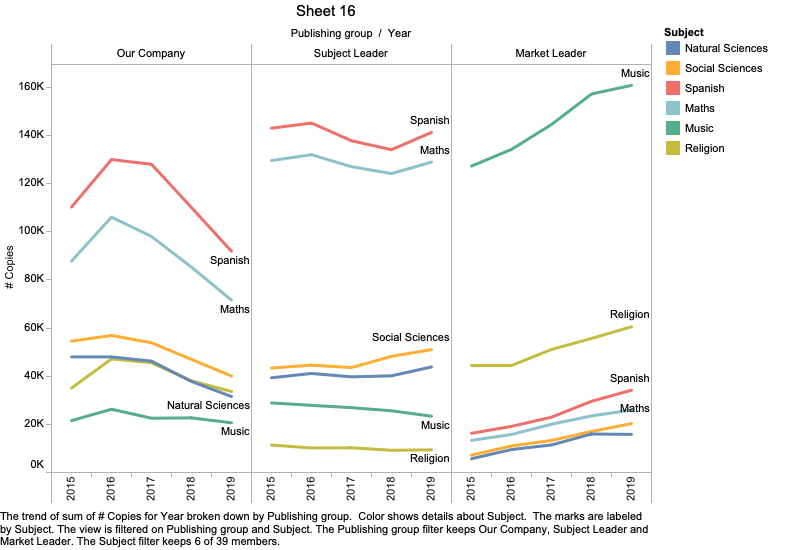 Sheet 16
Publishing group / Year
Our Company Subject Leader Market Leader
Subject
Natural Sciences
Social Sciences
Spanish
Maths
Music
Religion
# Copies
160K
140K
120K
100K
80K
60K
40K
20K
0K
Spanish
Maths
Natural Sciences
Music
Spanish
Maths
Social Sciences
Music
Religion
Music
Religion
Spanish
Maths
2015 2016 2017 2018 2019 2015 2016 2017 2018 2019 2015 2016 2017 2018 2019
The trend of sum of # Copies for Year broken down by Publishing group. Color shows details about Subject. The marks are labeled
by Subject. The view is filtered on Publishing group and Subject. The Publishing group filter keeps Our Company, Subject Leader and
Market Leader. The Subject filter keeps 6 of 39 members.